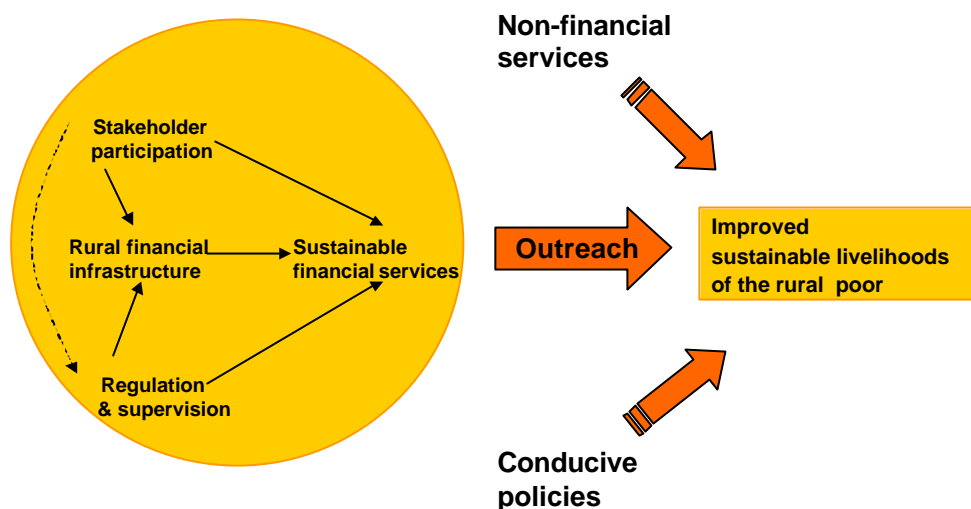 Non-financial
services
Stakeholder
participation
Rural financial
infrastructure
Sustainable
financial services
Outreach
Improved
sustainable livelihoods
of the rural poor
Regulation
& supervision
Conducive
policies